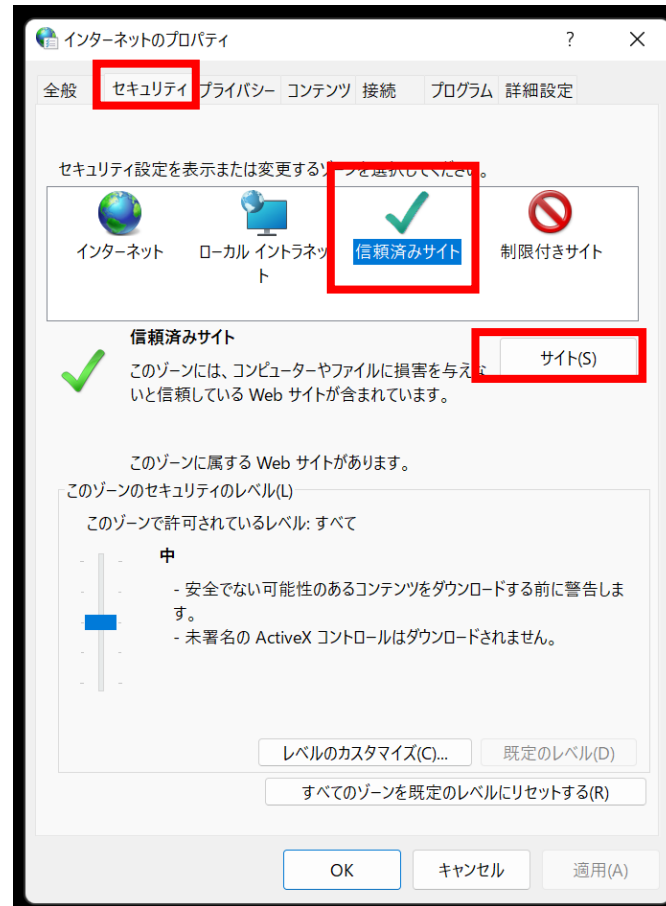 インターネットのプロパティ
?
全般 セキュリティ プライバシー コンテンツ 接続 プログラム 詳細設定
セキュリティ設定を表示または変更するゾーンを選択してください。
インターネット ローカル イントラネット 信頼済みサイト 制限付きサイト
信頼済みサイト
サイト(S)
このゾーンには、コンピューターやファイルに損害を与えな
いと信頼している Web サイトが含まれています。
このゾーンに属する Web サイトがあります。
このゾーンのセキュリティのレベル(L)
このゾーンで許可されているレベル: すべて
中
- 安全でない可能性のあるコンテンツをダウンロードする前に警告しま
す。
- 未署名の ActiveX コントロールはダウンロードされません。
レベルのカスタマイズ(C)... 既定のレベル(D)
すべてのゾーンを既定のレベルにリセットする(R)
OK キャンセル 適用(A)